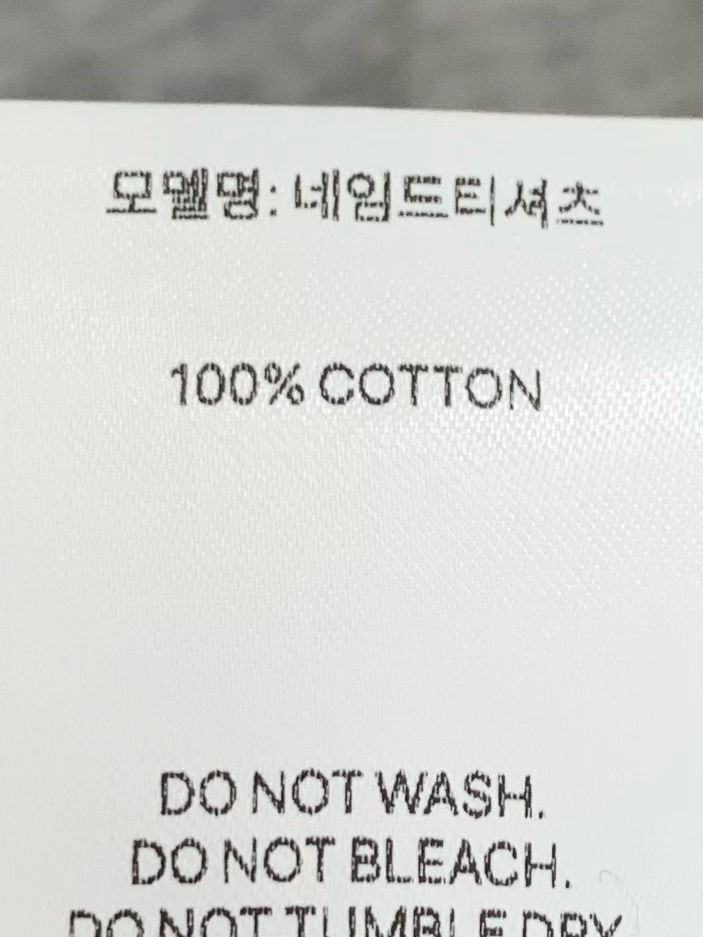 모델명: 네임드티셔츠
100% COTTON
DO NOT WASH.
DO NOT BLEACH.
DO NOT TUMBLE DRY